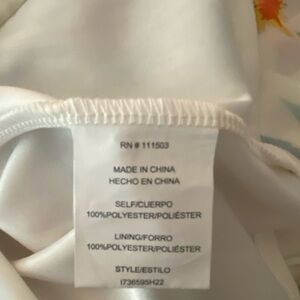 RN # 111503
MADE IN CHINA
HECHO EN CHINA
SELF/CUERPO
100%POLYESTER/POLIÉSTER
LINING/FORRO
100%POLYESTER/POLIÉSTER
STYLE/ESTILO
I736595H22